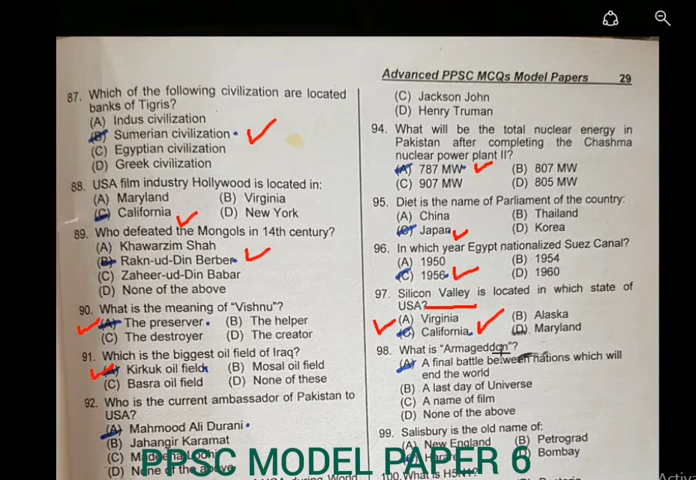 Advanced PPSC MCQs Model Papers 29
87. Which of the following civilization are located
banks of Tigris?
(A) Indus civilization
(B) Sumerian civilization
(C) Egyptian civilization
(D) Greek civilization
88. USA film industry Hollywood is located in:
(A) Maryland (B) Virginia
(C) California (D) New York
89. Who defeated the Mongols in 14th century?
(A) Khawarzim Shah
(B) Rakn-ud-Din Berber
(C) Zaheer-ud-Din Babar
(D) None of the above
90. What is the meaning of "Vishnu"?
(A) The preserver (B) The helper
(C) The destroyer (D) The creator
91. Which is the biggest oil field of Iraq?
(A) Kirkuk oil field (B) Mosal oil field
(C) Basra oil field (D) None of these
92. Who is the current ambassador of Pakistan to
USA?
(A) Mahmood Ali Durani
(B) Jahangir Karamat
(C)
(D) None of the above
(C) Jackson John
(D) Henry Truman
94. What will be the total nuclear energy in
Pakistan after completing the Chashma
nuclear power plant II?
(A) 787 MW (B) 807 MW
(C) 907 MW (D) 805 MW
95. Diet is the name of Parliament of the country:
(A) China (B) Thailand
(C) Japan (D) Korea
96. In which year Egypt nationalized Suez Canal?
(A) 1950 (B) 1954
(C) 1956 (D) 1960
97. Silicon Valley is located in which state of
USA?
(A) Virginia (B) Alaska
(C) California (D) Maryland
98. What is "Armageddon"?
(A) A final battle between nations which will
end the world
(B) A last day of Universe
(C) A name of film
(D) None of the above
99. Salisbury is the old name of:
(A) New England (B) Petrograd
(C) Harare (D) Bombay
100. What is H5N1?
PPSC MODEL PAPER 6